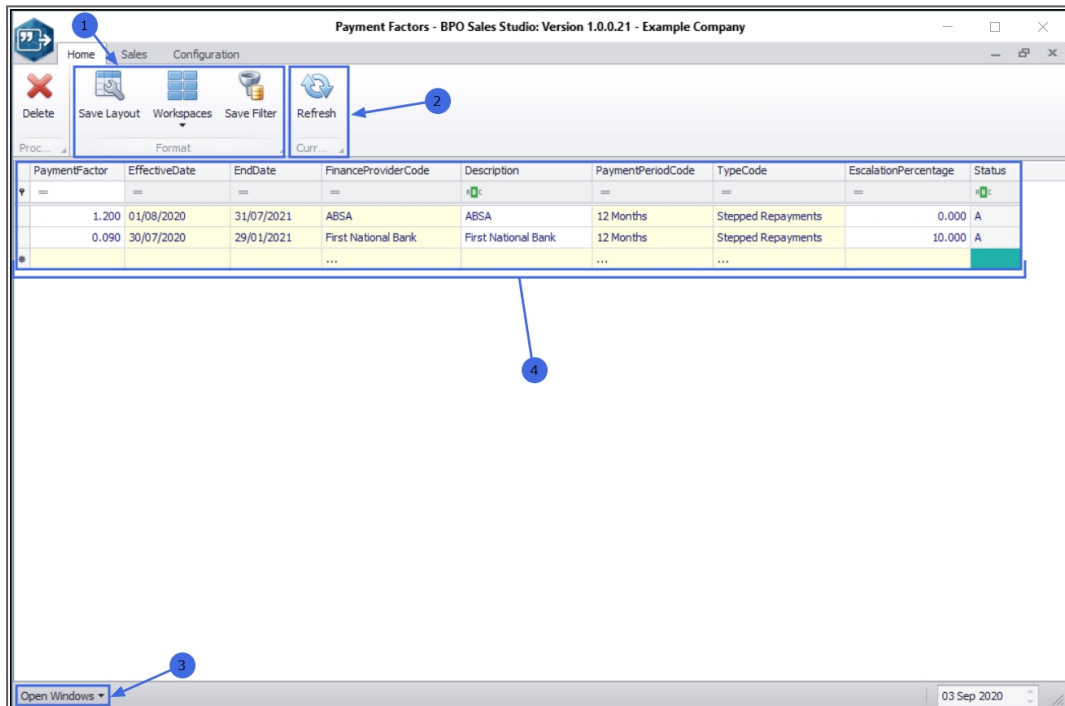 Payment Factors - BPO Sales Studio: Version 1.0.0.21 - Example Company
1
Home Sales Configuration
Delete Save Layout Workspaces Save Filter Refresh
2
Proc... Format Curr...
PaymentFactor EffectiveDate EndDate FinanceProviderCode Description PaymentPeriodCode TypeCode EscalationPercentage Status
= = = = ABC = = = ABC
1.200 01/08/2020 31/07/2021 ABSA ABSA 12 Months Stepped Repayments 0.000 A
0.090 30/07/2020 29/01/2021 First National Bank First National Bank 12 Months Stepped Repayments 10.000 A
* ... ... ...
4
3
Open Windows 03 Sep 2020